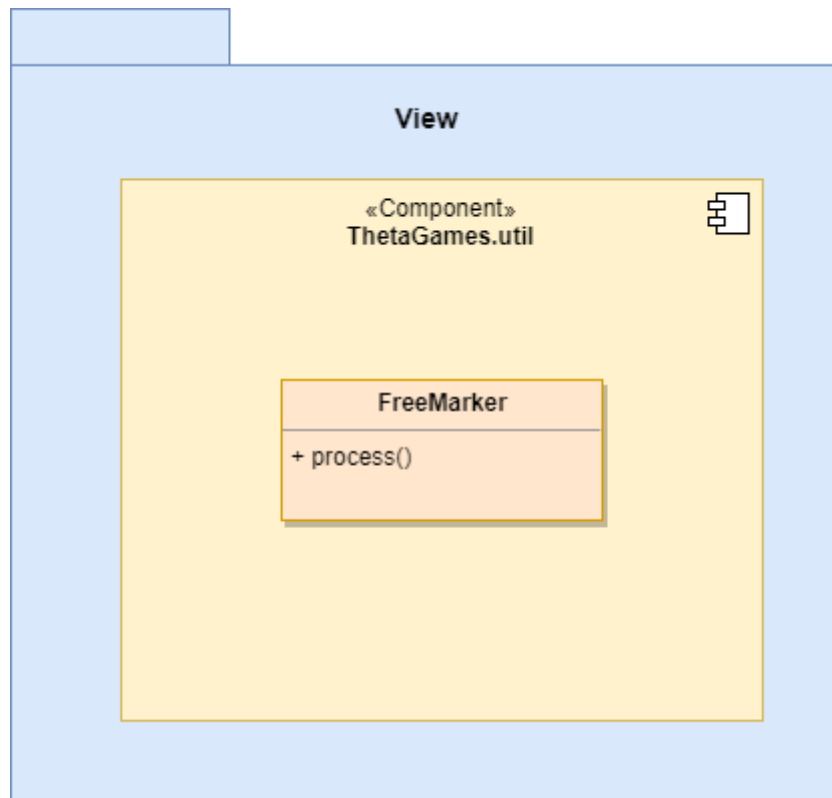 View
«Component»
ThetaGames.util
FreeMarker
+ process()